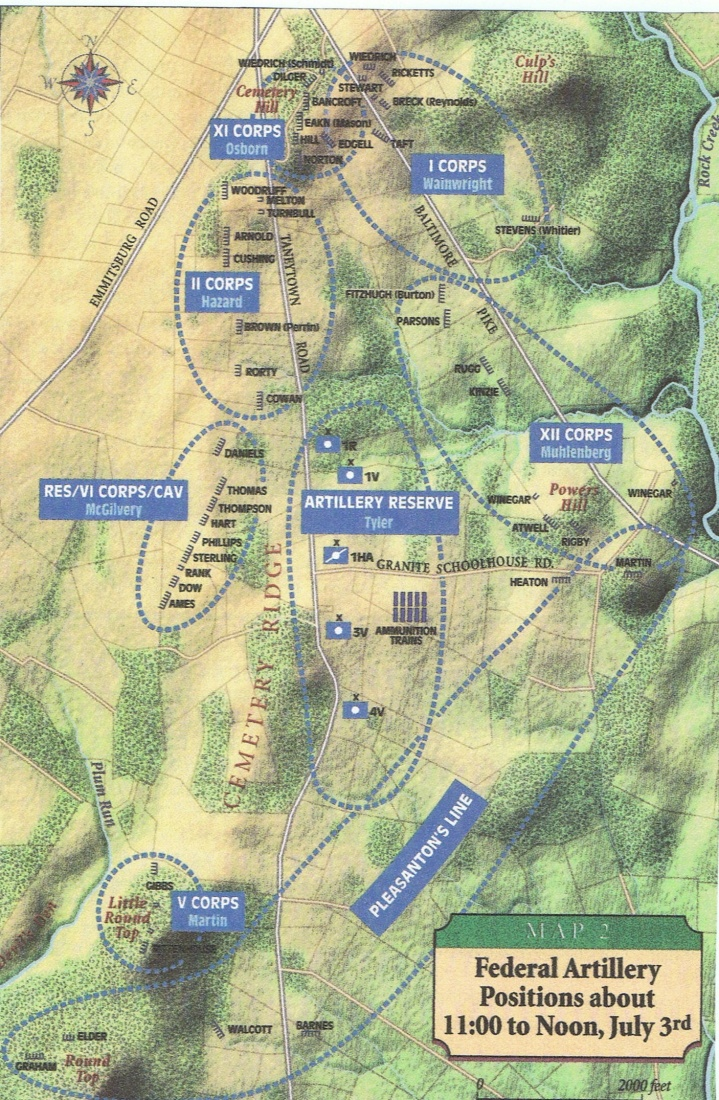 N
W
E
S
WIEDRICH (Schmidt)
DILGER
Cemetery
Hill
WIEDRICH
RICKETTS
STEWART
BANCROFT
BRECK (Reynolds)
EAKN (Mason)
HILL
EDGELL
TAFT
NORTON
Culp's
Hill
Rock Creek
XI CORPS
Osborn
I CORPS
Wainwright
STEVENS (Whitier)
EMMITSBURG ROAD
WOODRUFF
MELTON
TURNBULL
ARNOLD
CUSHING
TANEYTOWN
ROAD
BALTIMORE
PIKE
II CORPS
Hazard
BROWN (Perrin)
RORTY
COWAN
FITZHUGH (Burton)
PARSONS
RUGG
KINZIE
XII CORPS
Muhlenberg
WINEGAR
Powers
Hill
WINEGAR
ATWELL
RIGBY
MARTIN
HEATON
DANIELS
RES/VI CORPS/CAV
McGilvery
THOMAS
THOMPSON
HART
PHILLIPS
STERLING
RANK
DOW
AMES
X
1R
X
1V
ARTILLERY RESERVE
Tyler
X
1HA
GRANITE SCHOOLHOUSE RD.
X
3V
AMMUNITION
TRAINS
X
4V
CEMETERY RIDGE
Plum Run
PLEASANTON'S LINE
GIBBS
Little
Round
Top
V CORPS
Martin
WALCOTT
BARNES
ELDER
GRAHAM
Round
Top
MAP 2
Federal Artillery
Positions about
11:00 to Noon, July 3rd
0
2000 feet